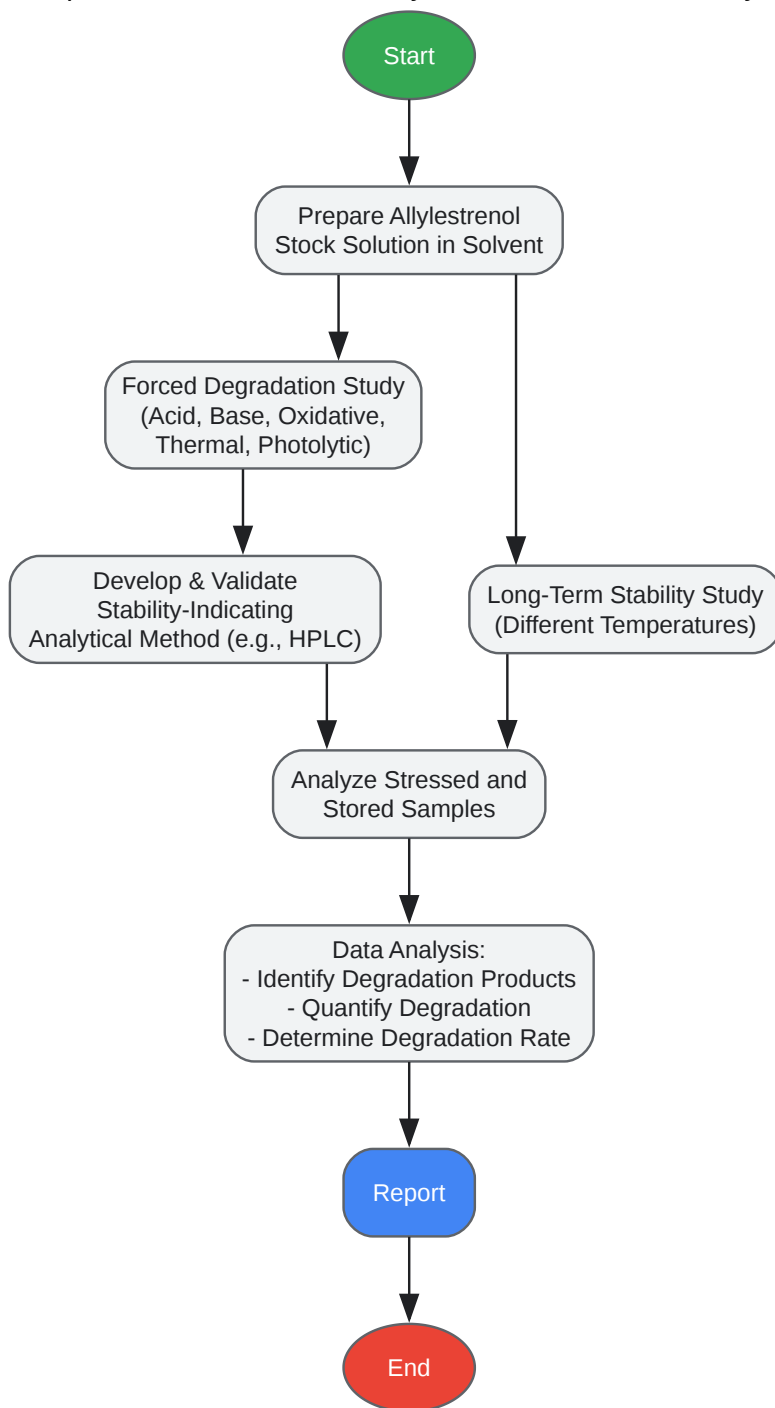 Start
Prepare Allylestrenol
Stock Solution in Solvent
Forced Degradation Study
(Acid, Base, Oxidative,
Thermal, Photolytic)
Develop & Validate
Stability-Indicating
Analytical Method (e.g., HPLC)
Long-Term Stability Study
(Different Temperatures)
Analyze Stressed and
Stored Samples
Data Analysis:
- Identify Degradation Products
- Quantify Degradation
- Determine Degradation Rate
Report
End